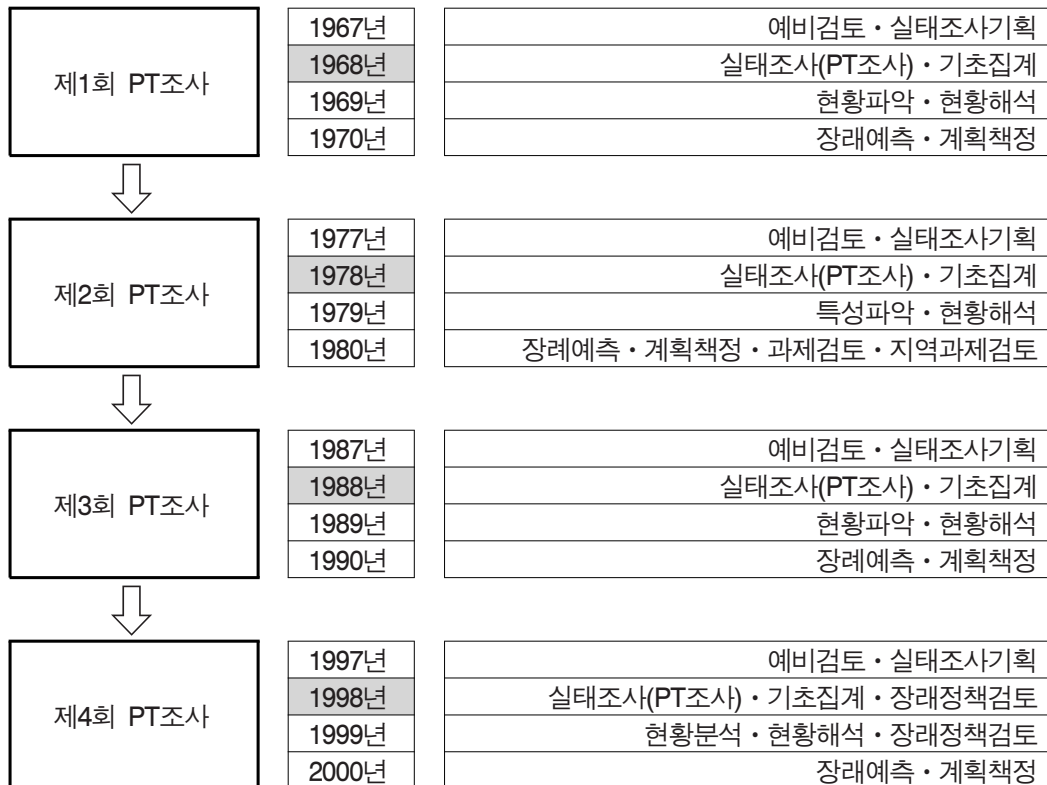 제1회 PT조사
1967년 예비검토・실태조사기획
1968년 실태조사(PT조사)・기초집계
1969년 현황파악・현황해석
1970년 장래예측・계획책정
제2회 PT조사
1977년 예비검토・실태조사기획
1978년 실태조사(PT조사)・기초집계
1979년 특성파악・현황해석
1980년 장례예측・계획책정・과제검토・지역과제검토
제3회 PT조사
1987년 예비검토・실태조사기획
1988년 실태조사(PT조사)・기초집계
1989년 현황파악・현황해석
1990년 장례예측・계획책정
제4회 PT조사
1997년 예비검토・실태조사기획
1998년 실태조사(PT조사)・기초집계・장래정책검토
1999년 현황분석・현황해석・장래정책검토
2000년 장래예측・계획책정